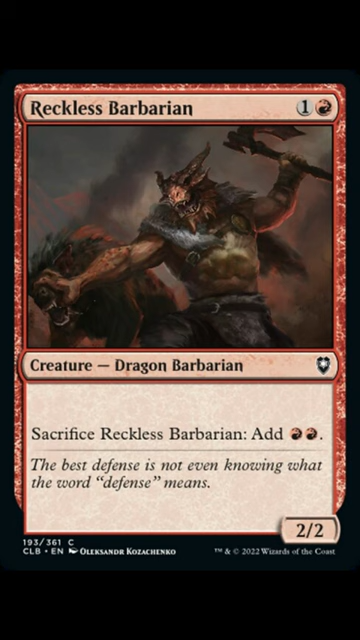 Reckless Barbarian 1
Creature — Dragon Barbarian
Sacrifice Reckless Barbarian: Add .
The best defense is not even knowing what
the word “defense” means.
2/2
193/361 C
CLB • EN Oleksandr Kozachenko
™ & © 2022 Wizards of the Coast